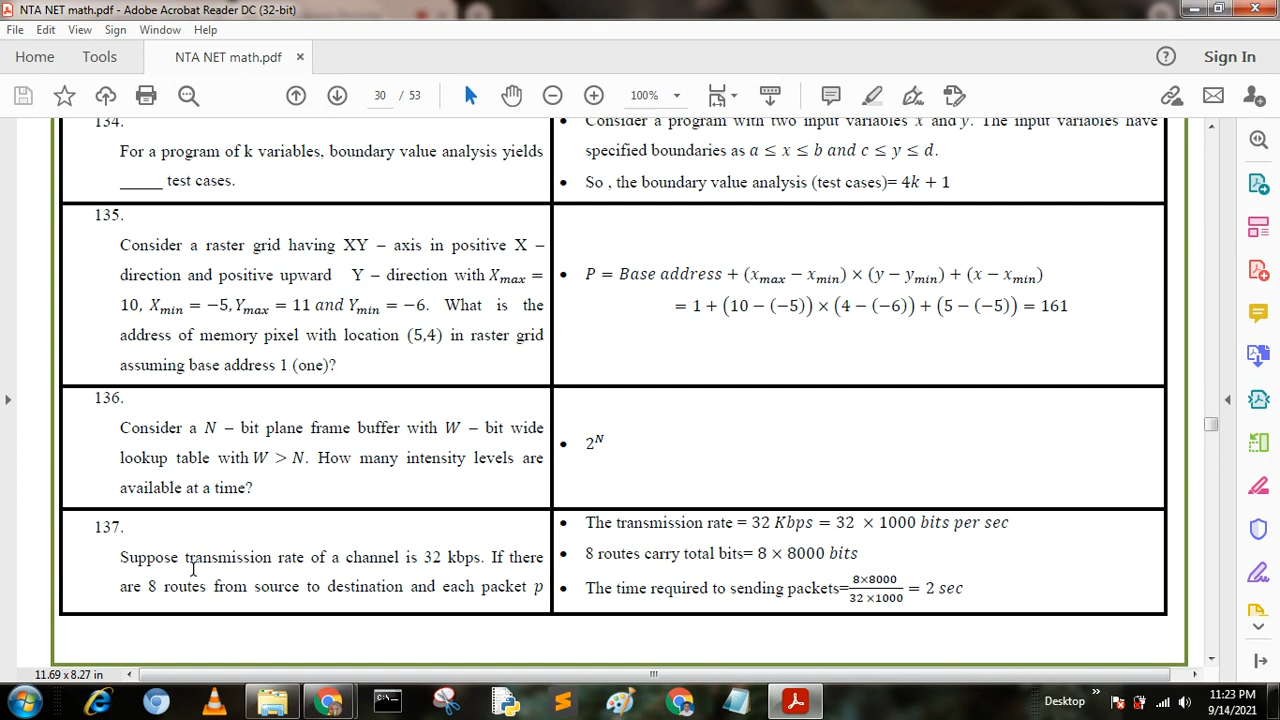 NTA NET math.pdf - Adobe Acrobat Reader DC (32-bit)
File Edit View Sign Window Help
Home Tools NTA NET math.pdf × Sign In
30 / 53 100%
134.
For a program of k variables, boundary value analysis yields
_____ test cases.
• Consider a program with two input variables x and y. The input variables have
specified boundaries as a ≤ x ≤ b and c ≤ y ≤ d.
• So , the boundary value analysis (test cases)= 4k + 1
135.
Consider a raster grid having XY – axis in positive X –
direction and positive upward Y – direction with Xmax =
10, Xmin = −5, Ymax = 11 and Ymin = −6. What is the
address of memory pixel with location (5,4) in raster grid
assuming base address 1 (one)?
• P = Base address + (xmax − xmin) × (y − ymin) + (x − xmin)
= 1 + (10 − (−5)) × (4 − (−6)) + (5 − (−5)) = 161
136.
Consider a N – bit plane frame buffer with W – bit wide
lookup table with W > N. How many intensity levels are
available at a time?
• 2^N
137.
Suppose transmission rate of a channel is 32 kbps. If there
are 8 routes from source to destination and each packet p
• The transmission rate = 32 Kbps = 32 × 1000 bits per sec
• 8 routes carry total bits= 8 × 8000 bits
• The time required to sending packets= 8×8000 / 32 ×1000 = 2 sec
11.69 x 8.27 in
Desktop
11:23 PM
9/14/2021